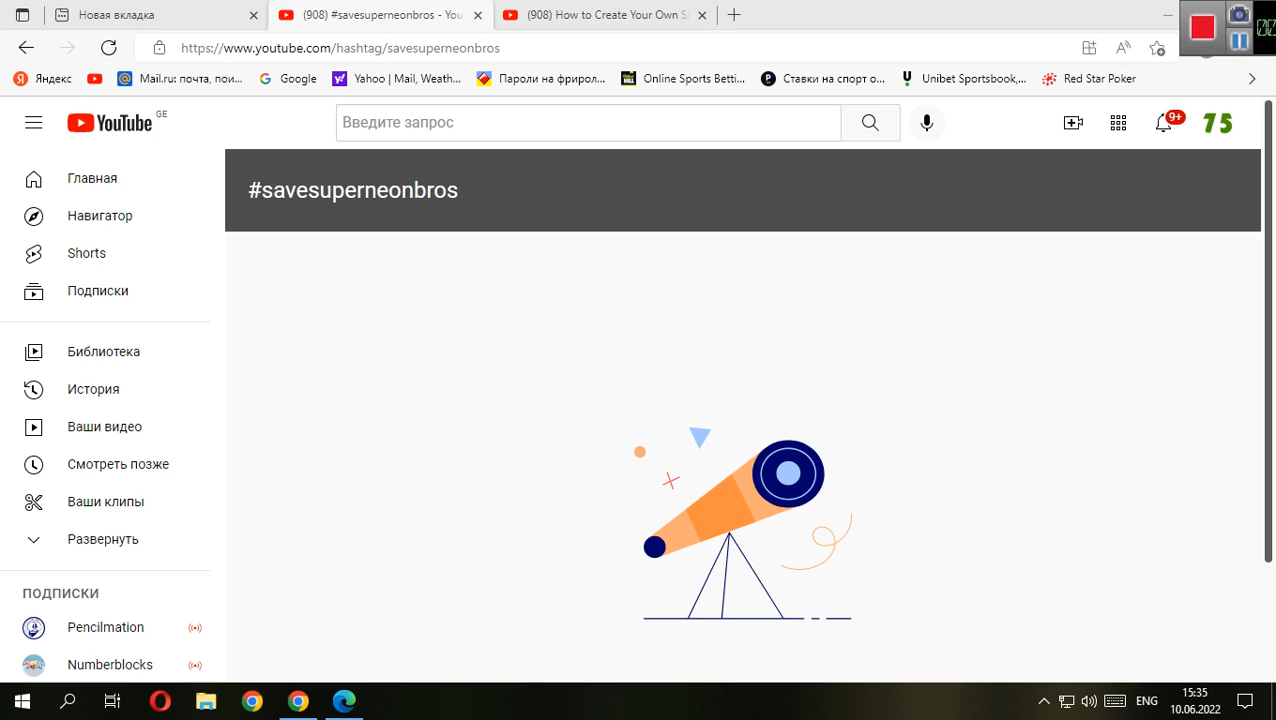 Новая вкладка
(908) #savesuperneonbros - You
(908) How to Create Your Own S
https://www.youtube.com/hashtag/savesuperneonbros
Яндекс
Mail.ru: почта, пои...
Google
Yahoo | Mail, Weath...
Пароли на фрирол...
Online Sports Betti...
Ставки на спорт о...
Unibet Sportsbook,...
Red Star Poker
YouTube GE
Введите запрос
9+
75
#savesuperneonbros
Главная
Навигатор
Shorts
Подписки
Библиотека
История
Ваши видео
Смотреть позже
Ваши клипы
Развернуть
ПОДПИСКИ
Pencilmation
Numberblocks
ENG
15:35
10.06.2022